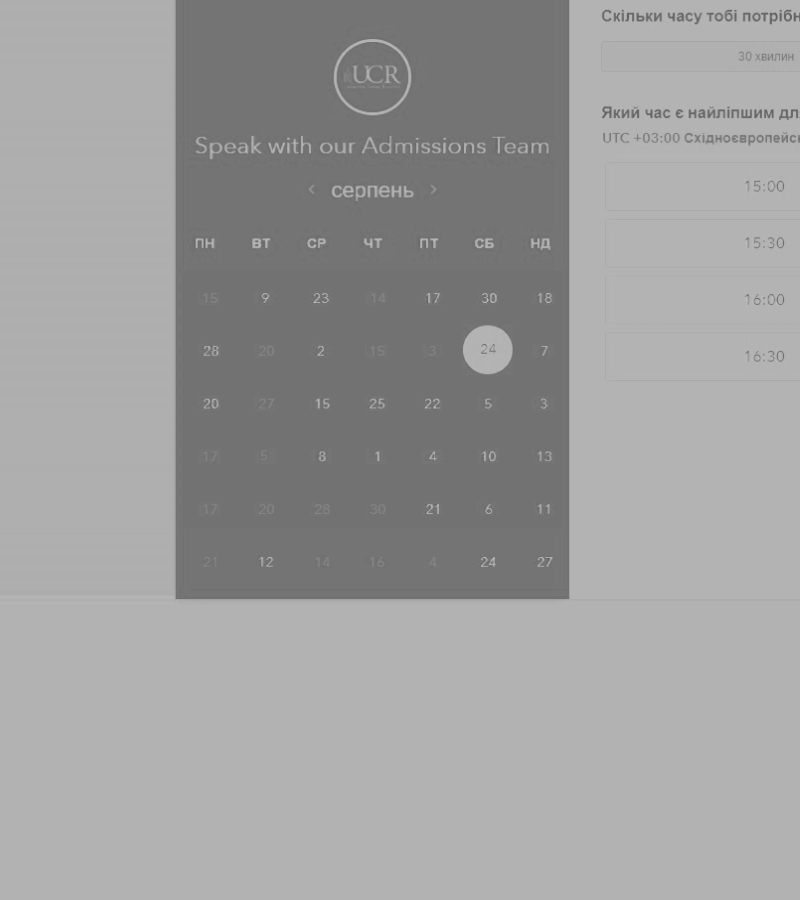 UCR
Speak with our Admissions Team
‹ серпень ›
ПН ВТ СР ЧТ ПТ СБ НД
15 9 23 14 17 30 18
28 20 2 15 3 24 7
20 27 15 25 22 5 3
17 5 8 1 4 10 13
17 20 28 30 21 6 11
21 12 14 16 4 24 27
Скільки часу тобі потрібн
30 хвилин
Який час є найліпшим дл
UTC +03:00 Східноєвропейсь
15:00
15:30
16:00
16:30